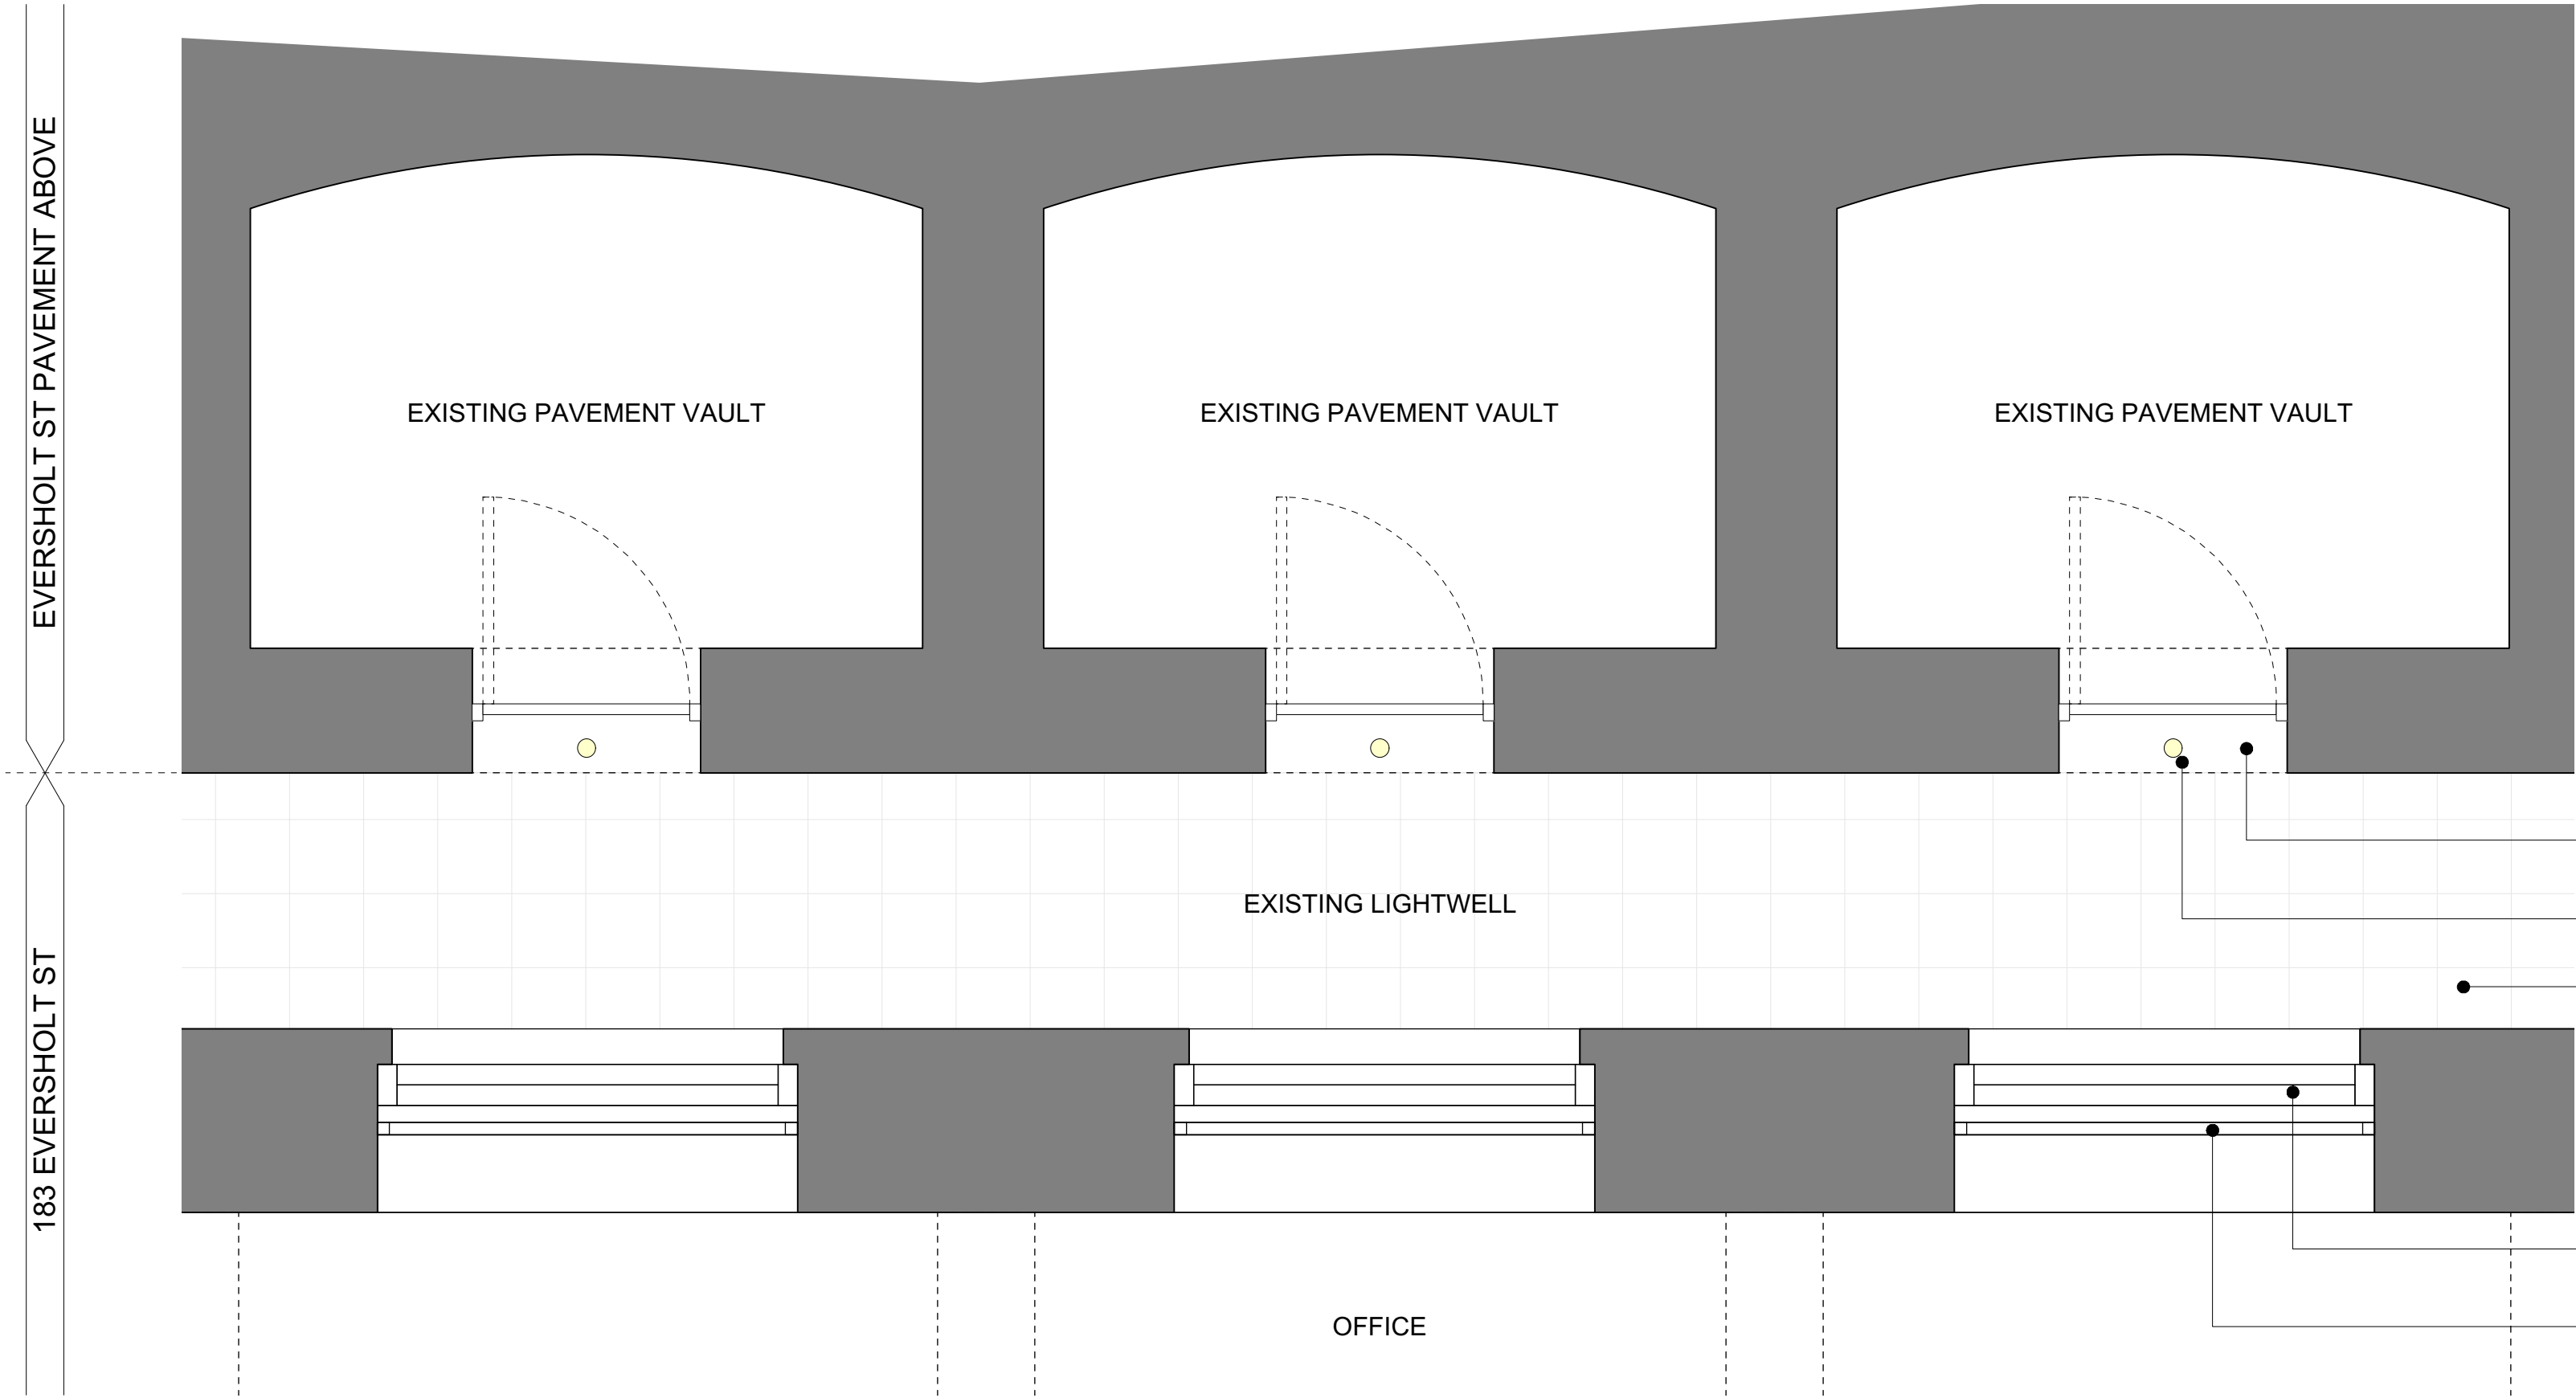 EVERSHOLT ST PAVEMENT ABOVE
EXISTING PAVEMENT VAULT
EXISTING PAVEMENT VAULT
EXISTING PAVEMENT VAULT
EXISTING LIGHTWELL
183 EVERSHOLT ST
OFFICE